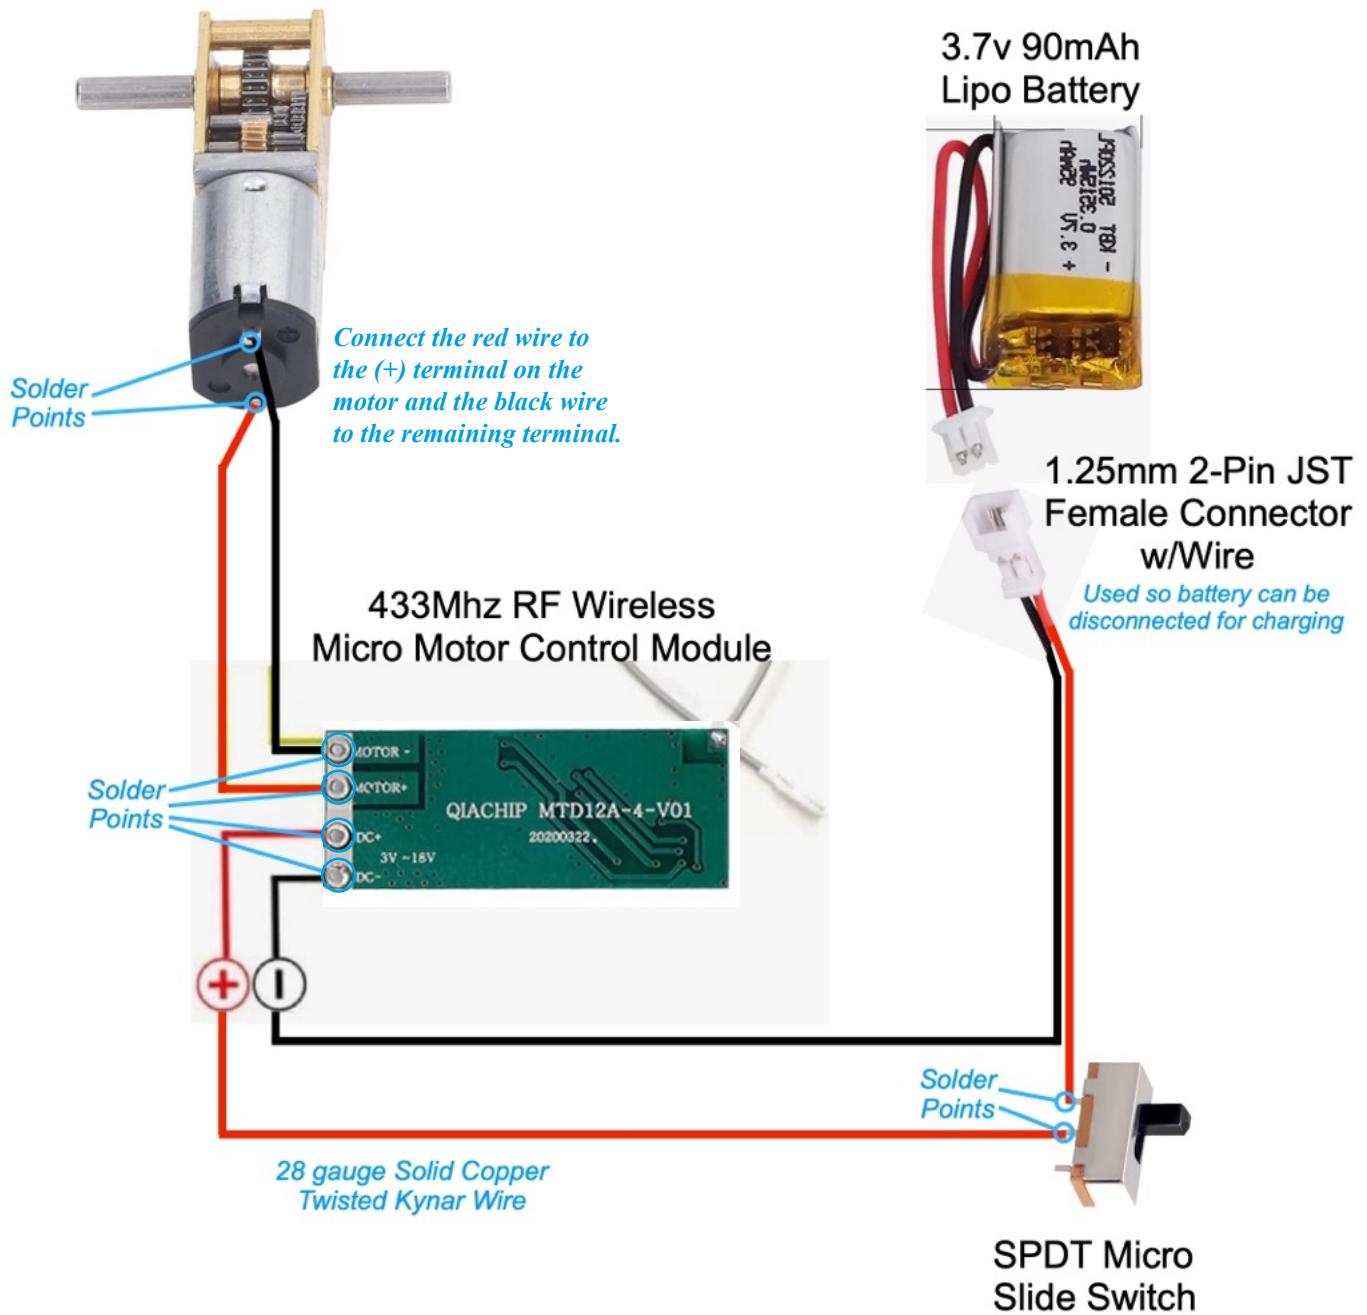 3.7v 90mAh
Lipo Battery
Connect the red wire to
the (+) terminal on the
motor and the black wire
to the remaining terminal.
Solder
Points
1.25mm 2-Pin JST
Female Connector
w/Wire
Used so battery can be
disconnected for charging
433Mhz RF Wireless
Micro Motor Control Module
MOTOR -
MOTOR+
DC+
3V ~18V
DC-
QIACHIP MTD12A-4-V01
20200322.
Solder
Points
Solder
Points
28 gauge Solid Copper
Twisted Kynar Wire
SPDT Micro
Slide Switch